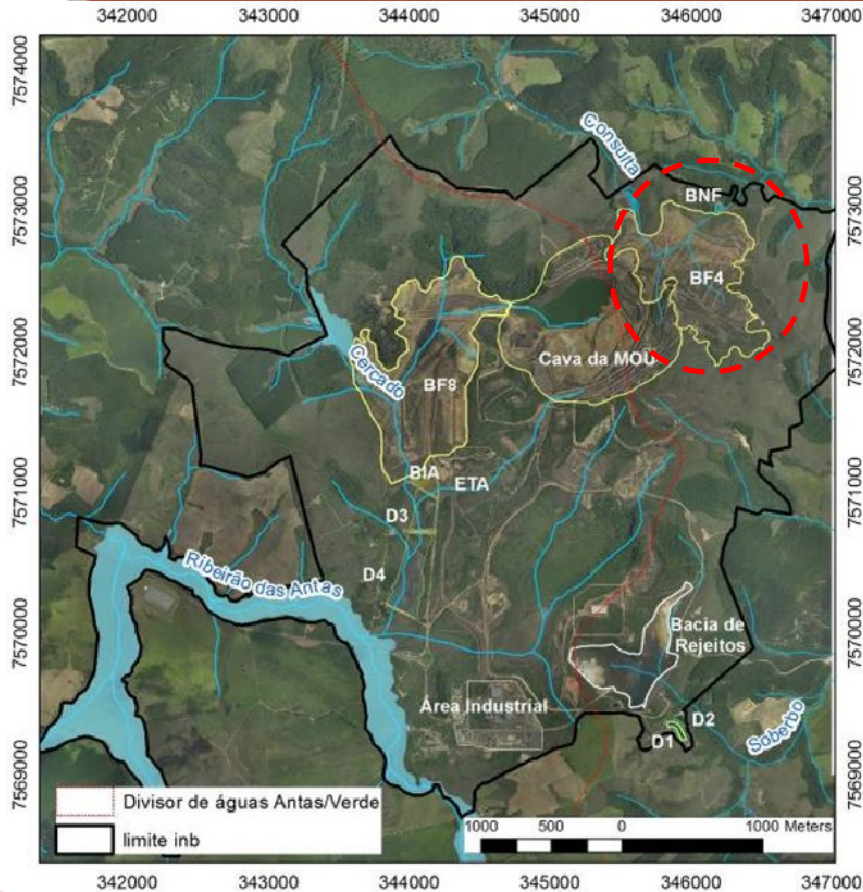 342000 343000 344000 345000 346000 347000
7574000
Consulta
7573000
BNF
7573000
BF4
7572000
Cercado
Cava da MOU
7572000
BF8
BIA
ETA
7571000
D3
7571000
Ribeirão das Antas
D4
7570000
Bacia de
Rejeitos
7570000
Área Industrial
D2
D1
Soberbo
7569000
7569000
Divisor de águas Antas/Verde
limite inb
1000 500 0 1000 Meters
342000 343000 344000 345000 346000 347000
7574000